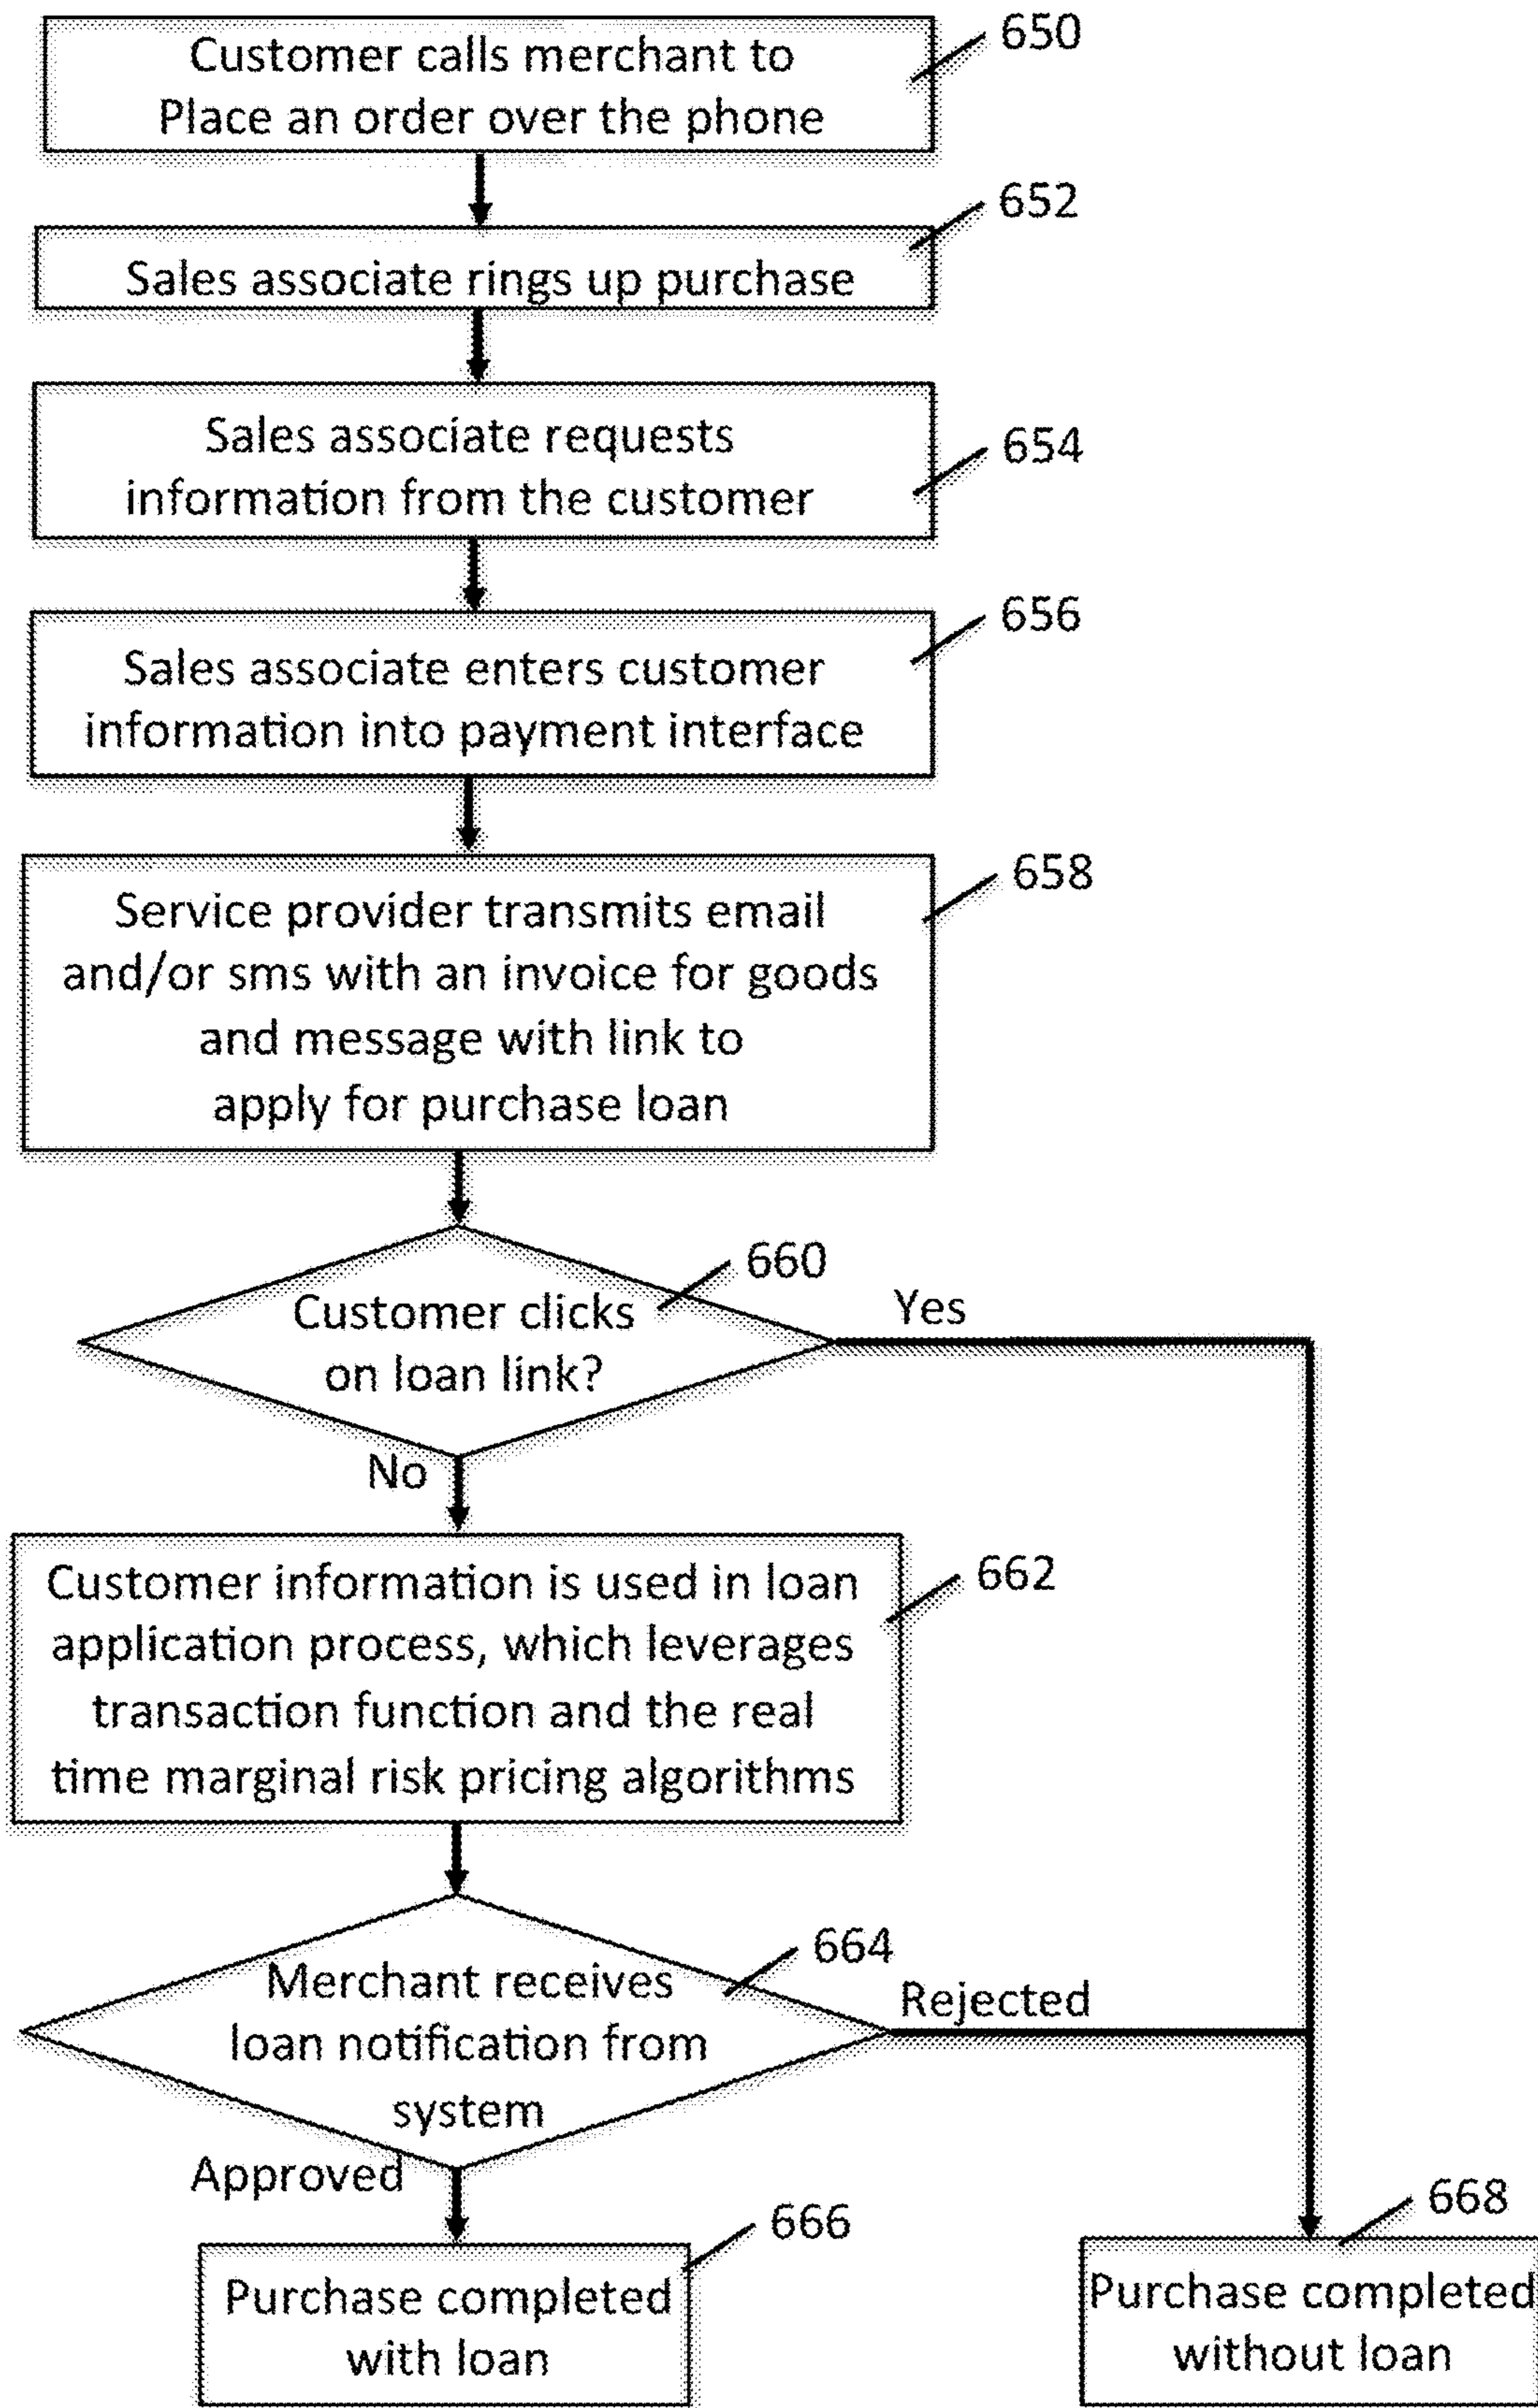 Customer calls merchant to
Place an order over the phone
650
Sales associate rings up purchase
652
Sales associate requests
information from the customer
654
Sales associate enters customer
information into payment interface
656
Service provider transmits email
and/or sms with an invoice for goods
and message with link to
apply for purchase loan
658
Customer clicks
on loan link?
660
Yes
No
Customer information is used in loan
application process, which leverages
transaction function and the real
time marginal risk pricing algorithms
662
Merchant receives
loan notification from
system
664
Rejected
Approved
Purchase completed
with loan
666
Purchase completed
without loan
668